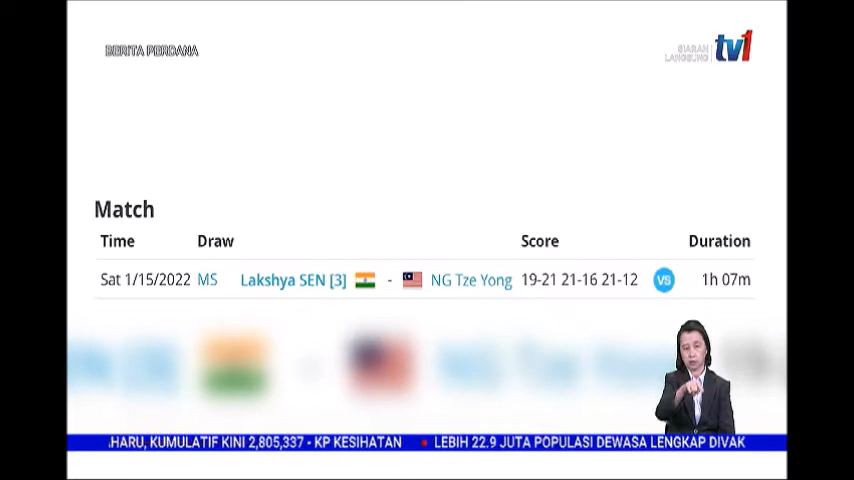 BERITA PERDANA
SIARAN
LANGSUNG
tv1
Match
Time Draw Score Duration
Sat 1/15/2022 MS Lakshya SEN [3] - NG Tze Yong 19-21 21-16 21-12 VS 1h 07m
NG Tze
HARU, KUMULATIF KINI 2,805,337 - KP KESIHATAN • LEBIH 22.9 JUTA POPULASI DEWASA LENGKAP DIVAK